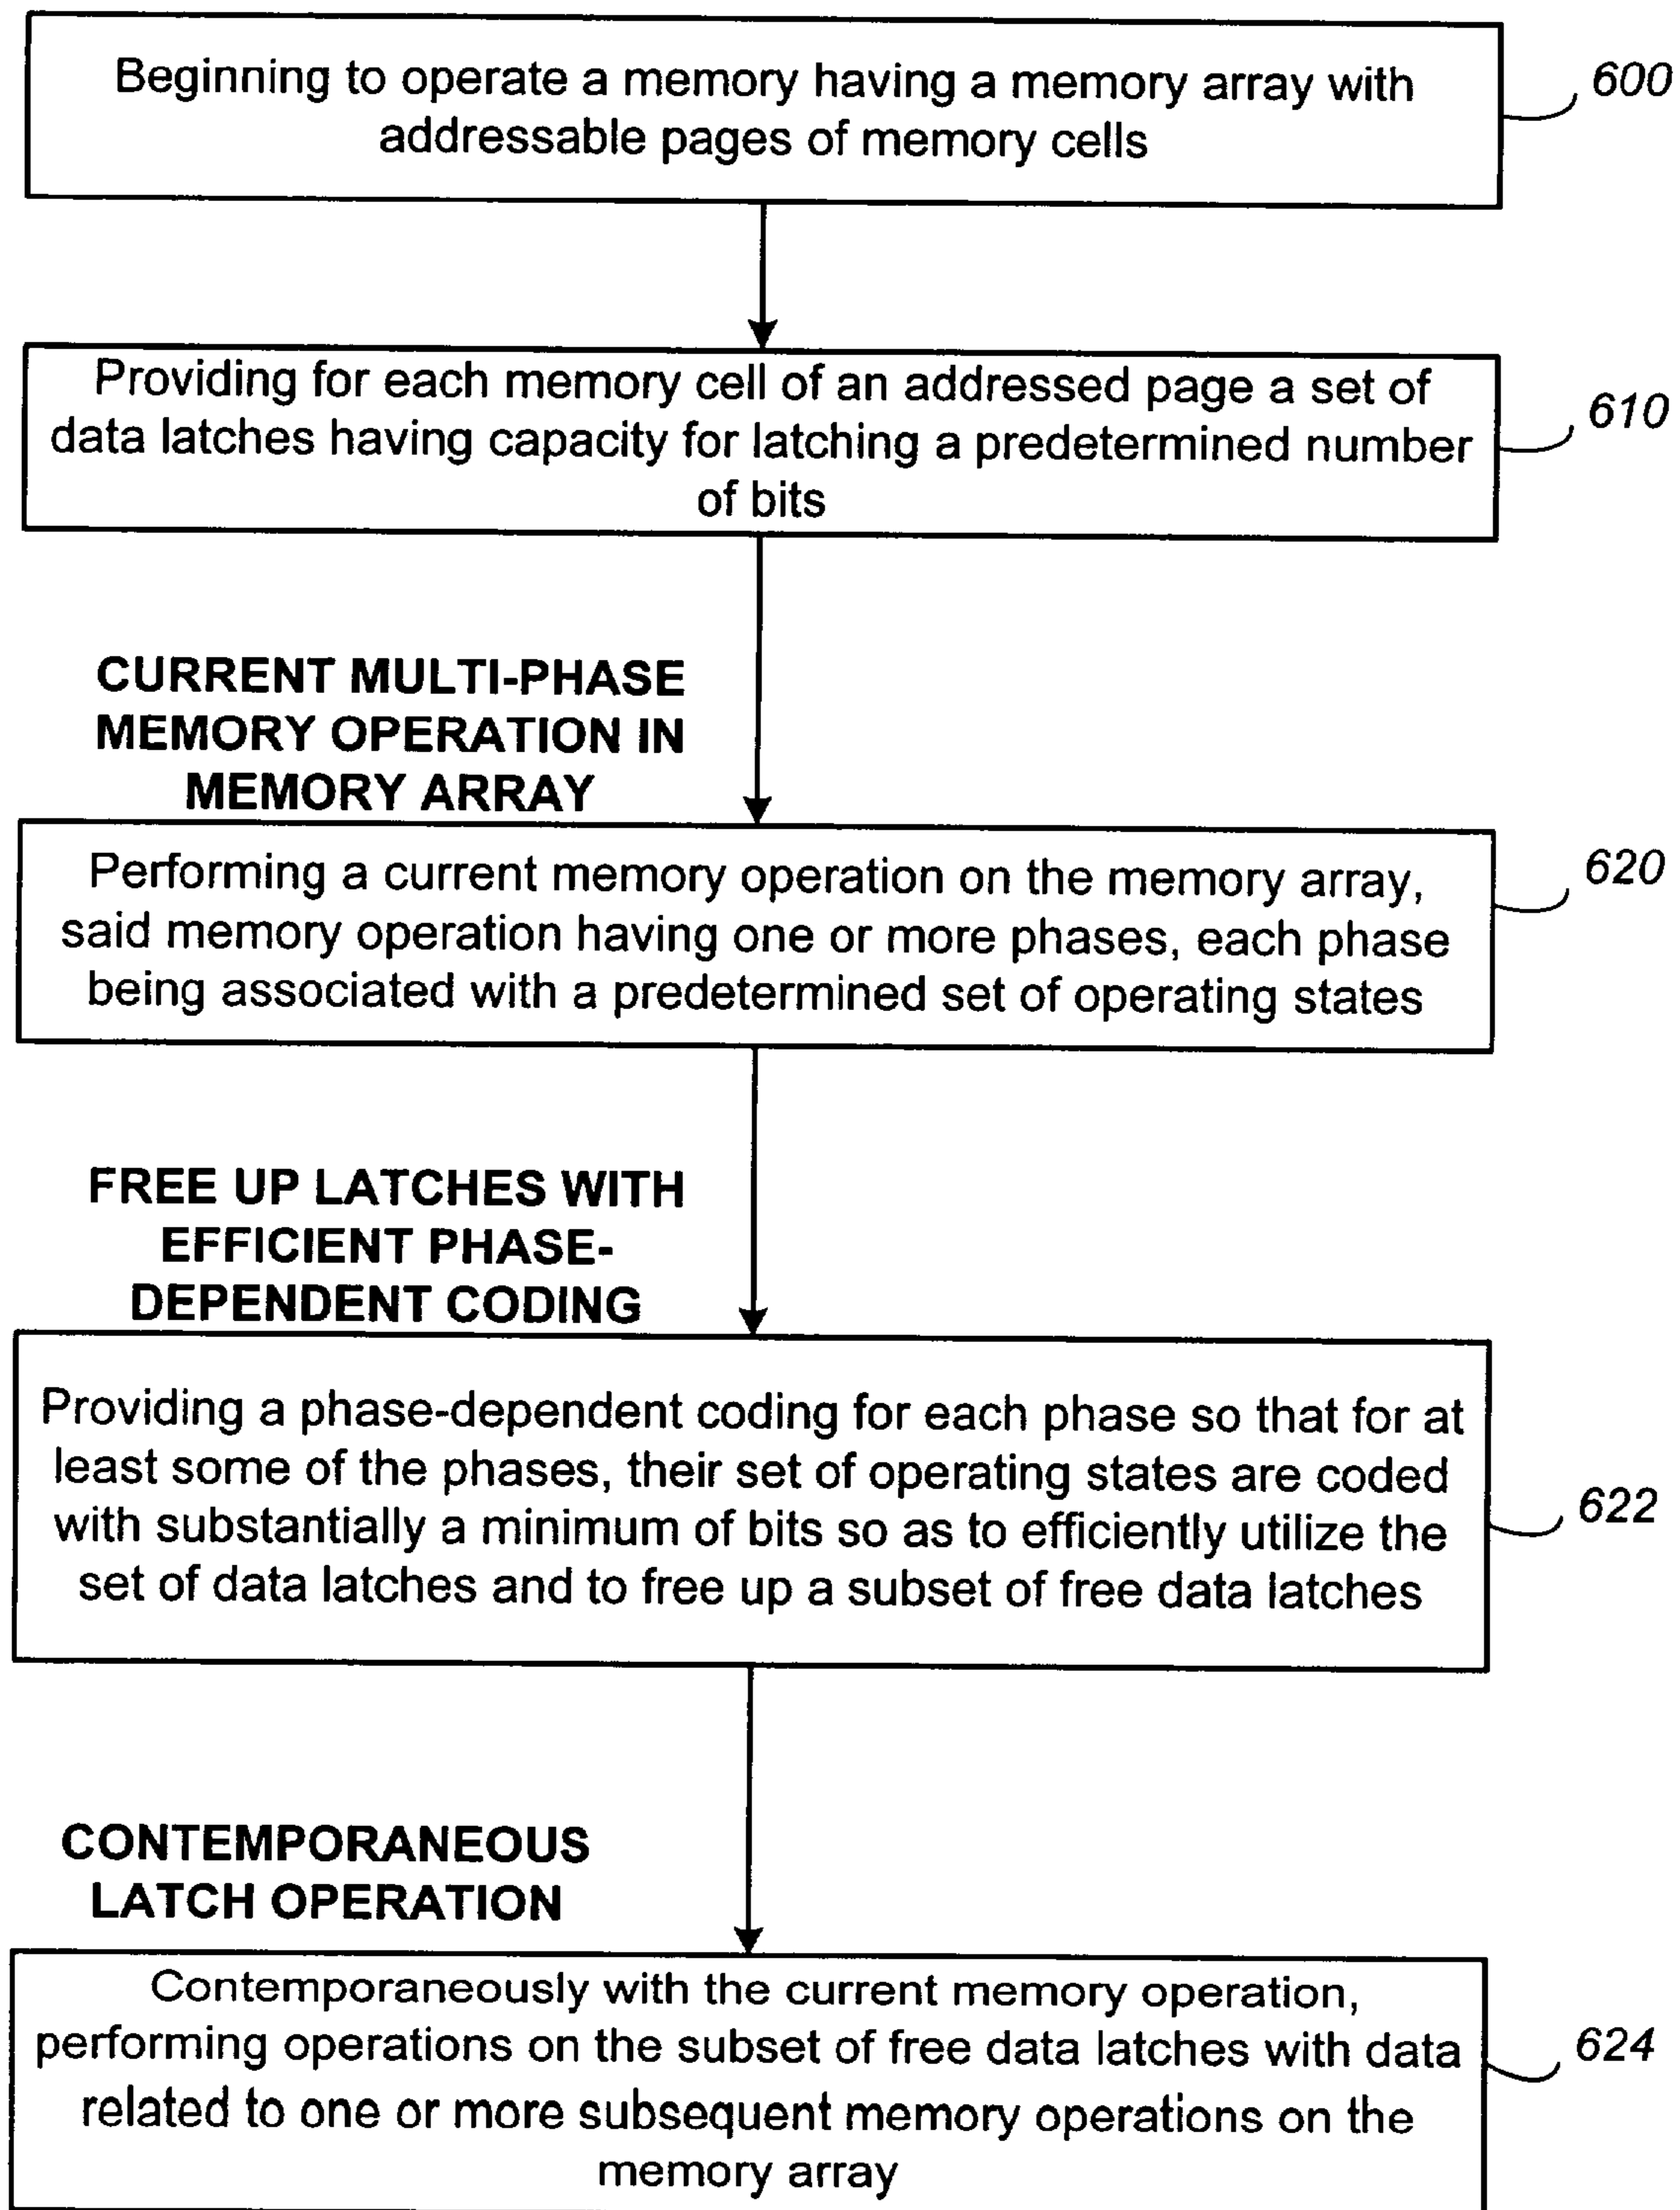 Beginning to operate a memory having a memory array with
addressable pages of memory cells
600
Providing for each memory cell of an addressed page a set of
data latches having capacity for latching a predetermined number
of bits
610
CURRENT MULTI-PHASE
MEMORY OPERATION IN
MEMORY ARRAY
Performing a current memory operation on the memory array,
said memory operation having one or more phases, each phase
being associated with a predetermined set of operating states
620
FREE UP LATCHES WITH
EFFICIENT PHASE-
DEPENDENT CODING
Providing a phase-dependent coding for each phase so that for at
least some of the phases, their set of operating states are coded
with substantially a minimum of bits so as to efficiently utilize the
set of data latches and to free up a subset of free data latches
622
CONTEMPORANEOUS
LATCH OPERATION
Contemporaneously with the current memory operation,
performing operations on the subset of free data latches with data
related to one or more subsequent memory operations on the
memory array
624